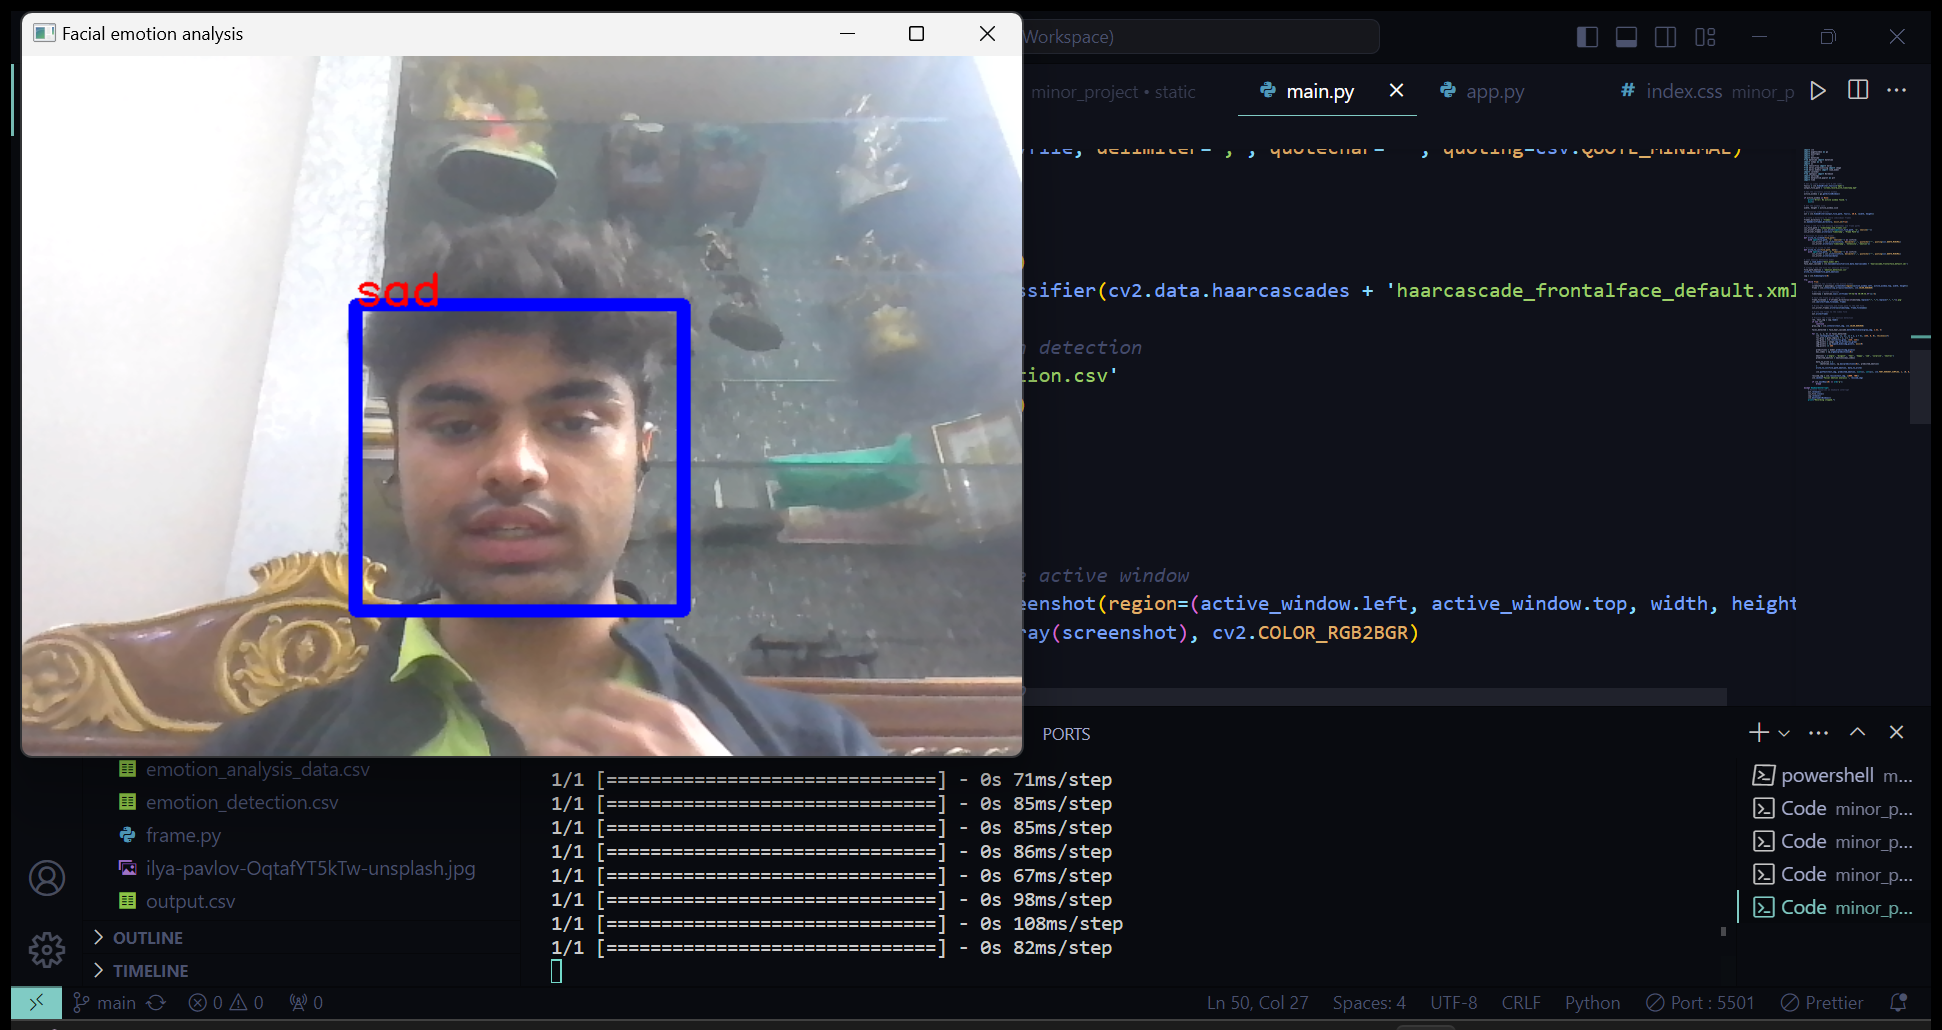 Facial emotion analysis
sad
Workspace)
minor_project • static
main.py
app.py
# index.css minor_p
, quotechar= , quoting=csv.QUOTE_MINIMAL)
ssifier(cv2.data.haarcascades + 'haarcascade_frontalface_default.xml
detection
ion.csv'
active window
enshot(region=(active_window.left, active_window.top, width, height
ray(screenshot), cv2.COLOR_RGB2BGR)
PORTS
emotion_analysis_data.csv
emotion_detection.csv
frame.py
ilya-pavlov-OqtafYT5kTw-unsplash.jpg
output.csv
OUTLINE
TIMELINE
1/1 [==============================] - 0s 71ms/step
1/1 [==============================] - 0s 85ms/step
1/1 [==============================] - 0s 85ms/step
1/1 [==============================] - 0s 86ms/step
1/1 [==============================] - 0s 67ms/step
1/1 [==============================] - 0s 98ms/step
1/1 [==============================] - 0s 108ms/step
1/1 [==============================] - 0s 82ms/step
powershell m...
Code minor_p...
Code minor_p...
Code minor_p...
Code minor_p...
main 0 0 0 Ln 50, Col 27 Spaces: 4 UTF-8 CRLF Python Port : 5501 Prettier